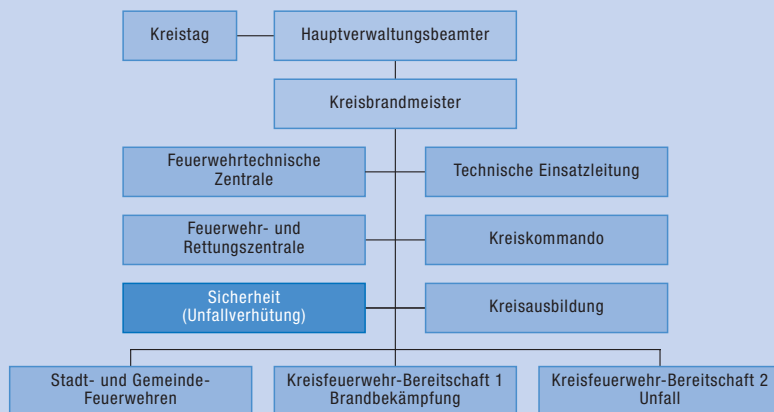 Kreistag
Hauptverwaltungsbeamter
Kreisbrandmeister
Feuerwehrtechnische
Zentrale
Technische Einsatzleitung
Feuerwehr- und
Rettungszentrale
Kreiskommando
Sicherheit
(Unfallverhütung)
Kreisausbildung
Stadt- und Gemeinde-
Feuerwehren
Kreisfeuerwehr-Bereitschaft 1
Brandbekämpfung
Kreisfeuerwehr-Bereitschaft 2
Unfall